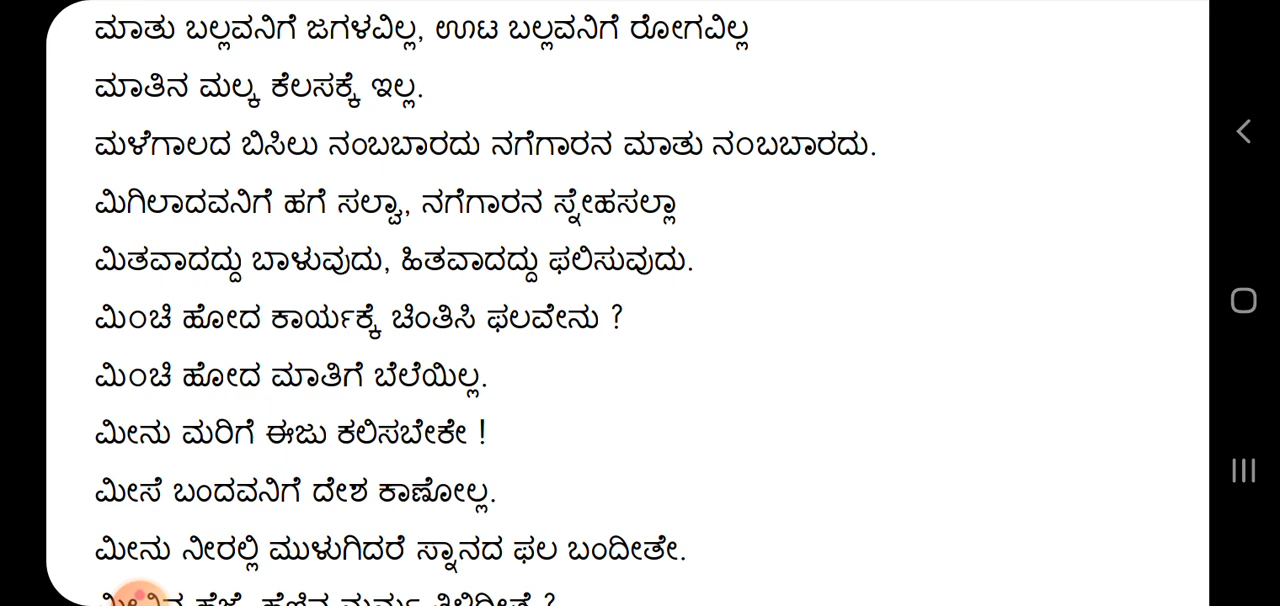 ಮಾತು ಬಲ್ಲವನಿಗೆ ಜಗಳವಿಲ್ಲ, ಊಟ ಬಲ್ಲವನಿಗೆ ರೋಗವಿಲ್ಲ
ಮಾತಿನ ಮಲ್ಕ ಕೆಲಸಕ್ಕೆ ಇಲ್ಲ.
ಮಳೆಗಾಲದ ಬಿಸಿಲು ನಂಬಬಾರದು ನಗೆಗಾರನ ಮಾತು ನಂಬಬಾರದು.
ಮಿಗಿಲಾದವನಿಗೆ ಹಗೆ ಸಲ್ವಾ, ನಗೆಗಾರನ ಸ್ನೇಹಸಲ್ಲಾ
ಮಿತವಾದದ್ದು ಬಾಳುವುದು, ಹಿತವಾದದ್ದು ಫಲಿಸುವುದು.
ಮಿಂಚಿ ಹೋದ ಕಾರ್ಯಕ್ಕೆ ಚಿಂತಿಸಿ ಫಲವೇನು ?
ಮಿಂಚಿ ಹೋದ ಮಾತಿಗೆ ಬೆಲೆಯಿಲ್ಲ.
ಮೀನು ಮರಿಗೆ ಈಜು ಕಲಿಸಬೇಕೇ !
ಮೀಸೆ ಬಂದವನಿಗೆ ದೇಶ ಕಾಣೋಲ್ಲ.
ಮೀನು ನೀರಲ್ಲಿ ಮುಳುಗಿದರೆ ಸ್ನಾನದ ಫಲ ಬಂದೀತೇ.